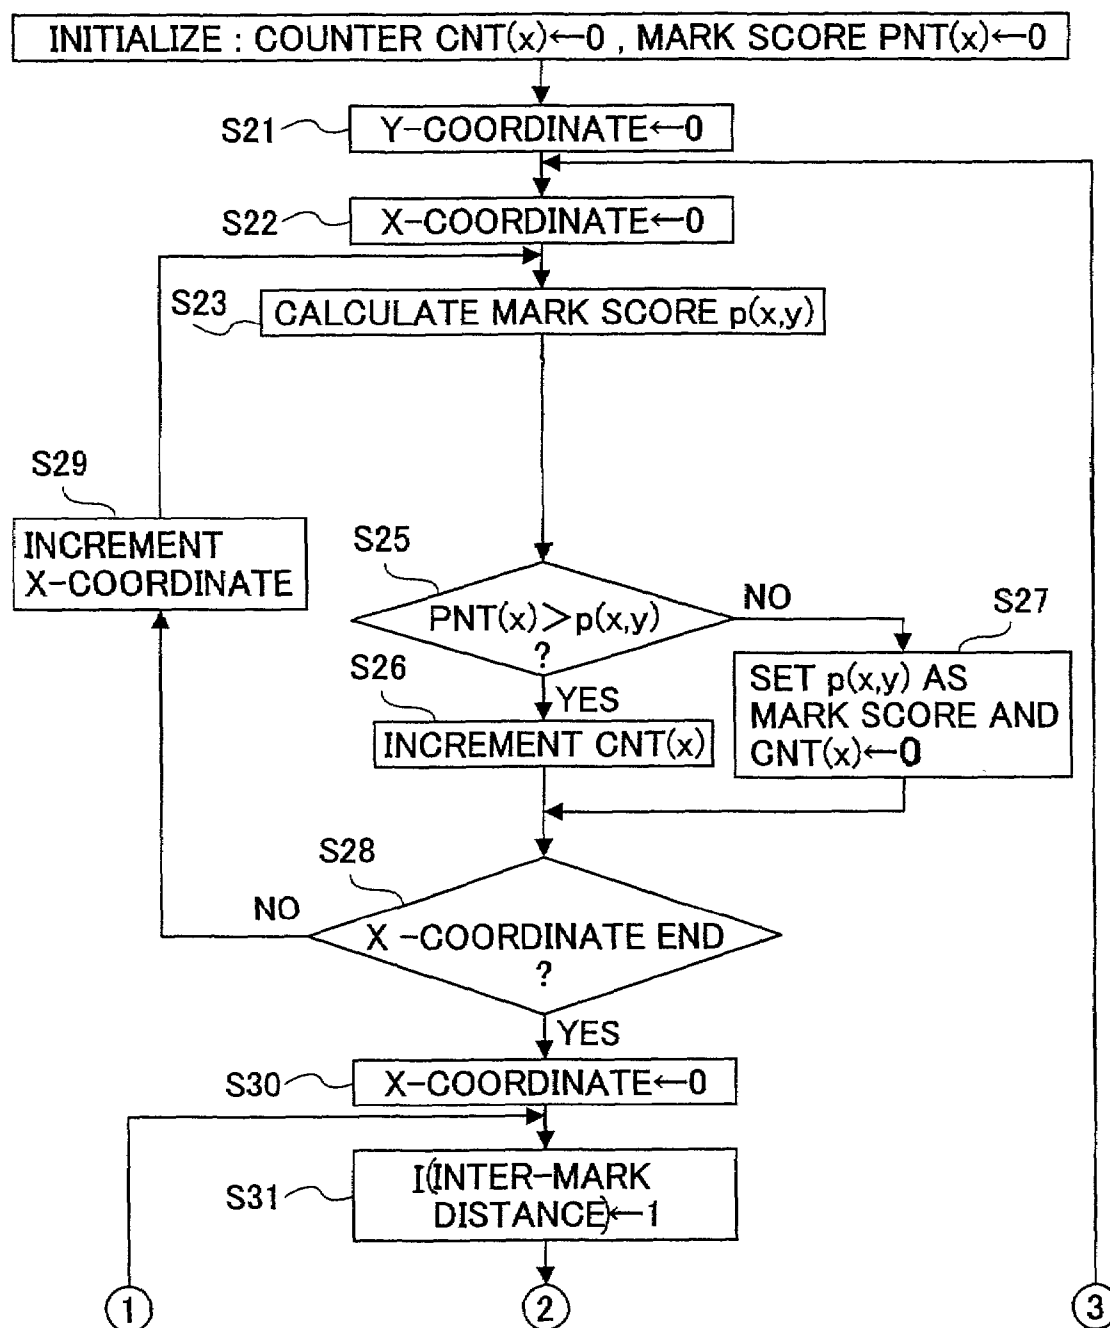 INITIALIZE : COUNTER CNT(x)←0 , MARK SCORE PNT(x)←0
S21
Y-COORDINATE←0
S22
X-COORDINATE←0
S23
CALCULATE MARK SCORE p(x,y)
S29
INCREMENT
X-COORDINATE
S25
PNT(x)>p(x,y)
?
NO
S27
SET p(x,y) AS
MARK SCORE AND
CNT(x)←0
S26
YES
INCREMENT CNT(x)
S28
NO
X -COORDINATE END
?
YES
S30
X-COORDINATE←0
S31
I(INTER-MARK
DISTANCE)←1
1
2
3